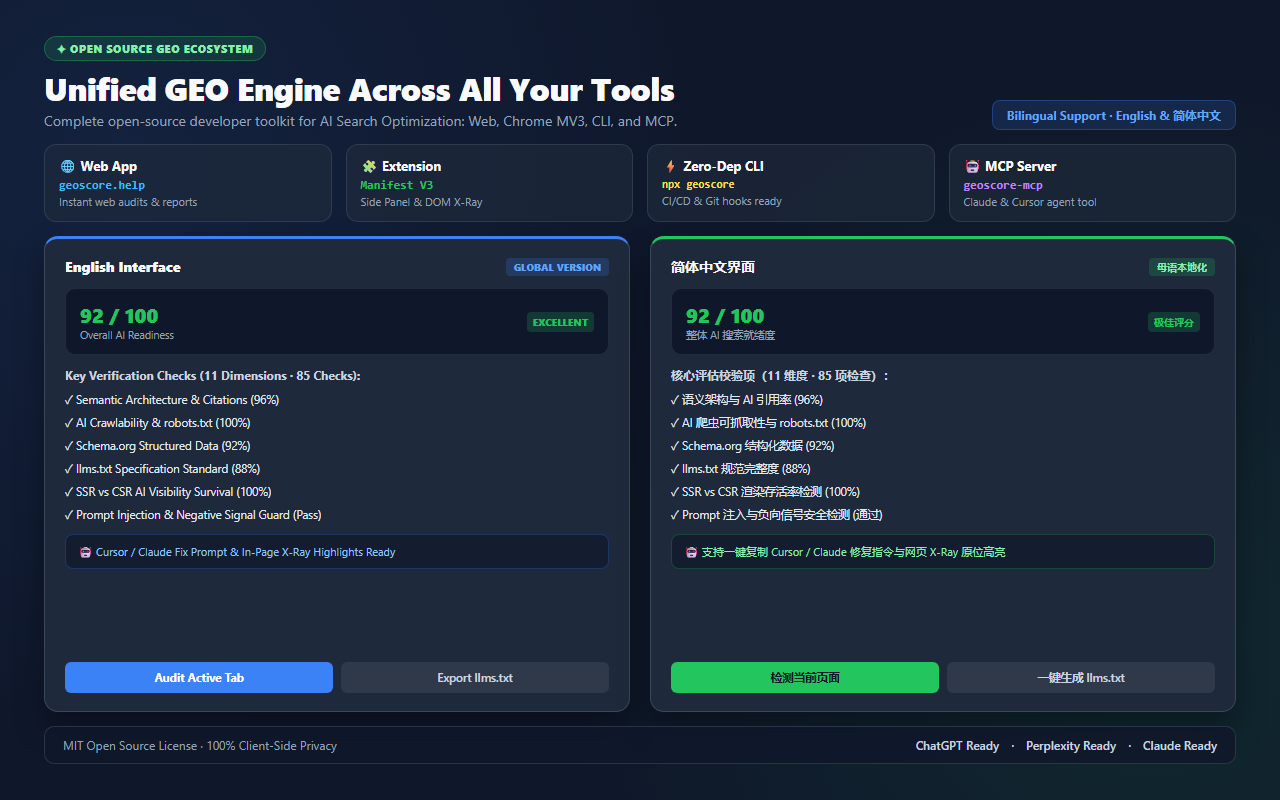 ✦ OPEN SOURCE GEO ECOSYSTEM
Unified GEO Engine Across All Your Tools
Complete open-source developer toolkit for AI Search Optimization: Web, Chrome MV3, CLI, and MCP.
Bilingual Support · English & 简体中文
Web App
geoscore.help
Instant web audits & reports
Extension
Manifest V3
Side Panel & DOM X-Ray
Zero-Dep CLI
npx geoscore
CI/CD & Git hooks ready
MCP Server
geoscore-mcp
Claude & Cursor agent tool
English Interface
GLOBAL VERSION
92 / 100
Overall AI Readiness
EXCELLENT
Key Verification Checks (11 Dimensions · 85 Checks):
✓ Semantic Architecture & Citations (96%)
✓ AI Crawlability & robots.txt (100%)
✓ Schema.org Structured Data (92%)
✓ llms.txt Specification Standard (88%)
✓ SSR vs CSR AI Visibility Survival (100%)
✓ Prompt Injection & Negative Signal Guard (Pass)
Cursor / Claude Fix Prompt & In-Page X-Ray Highlights Ready
Audit Active Tab
Export llms.txt
简体中文界面
母语本地化
92 / 100
整体 AI 搜索就绪度
极佳评分
核心评估校验项（11 维度 · 85 项检查）:
✓ 语义架构与 AI 引用率 (96%)
✓ AI 爬虫可抓取性与 robots.txt (100%)
✓ Schema.org 结构化数据 (92%)
✓ llms.txt 规范完整度 (88%)
✓ SSR vs CSR 渲染存活率检测 (100%)
✓ Prompt 注入与负向信号安全检测 (通过)
支持一键复制 Cursor / Claude 修复指令与网页 X-Ray 原位高亮
检测当前页面
一键生成 llms.txt
MIT Open Source License · 100% Client-Side Privacy
ChatGPT Ready · Perplexity Ready · Claude Ready